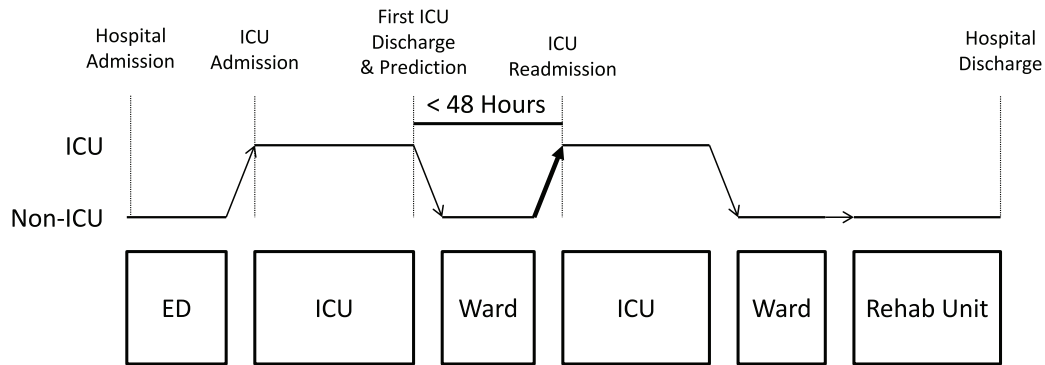 Hospital
Admission
ICU
Admission
First ICU
Discharge
& Prediction
ICU
Readmission
Hospital
Discharge
< 48 Hours
ICU
Non-ICU
ED
ICU
Ward
ICU
Ward
Rehab Unit